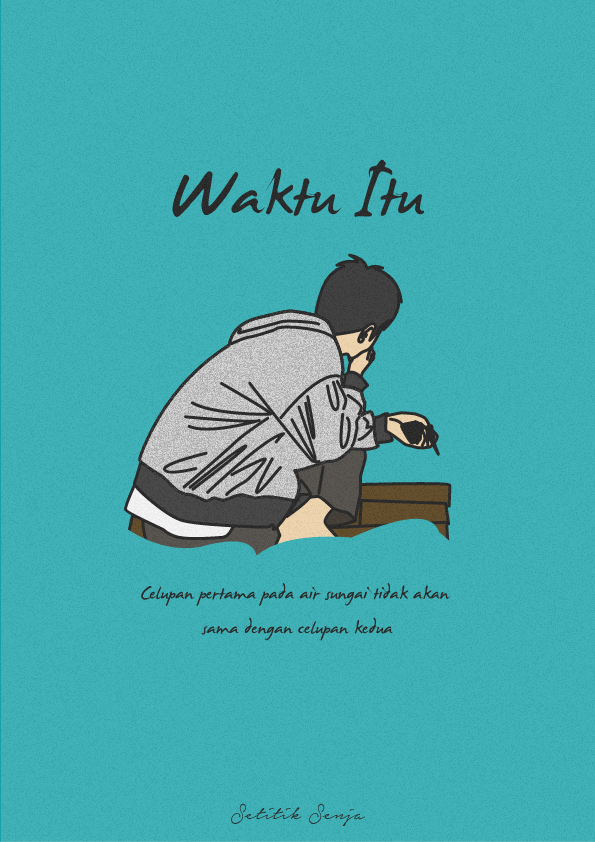 Waktu Itu
Celupan pertama pada air sungai tidak akan
sama dengan celupan kedua
Setitik Senja